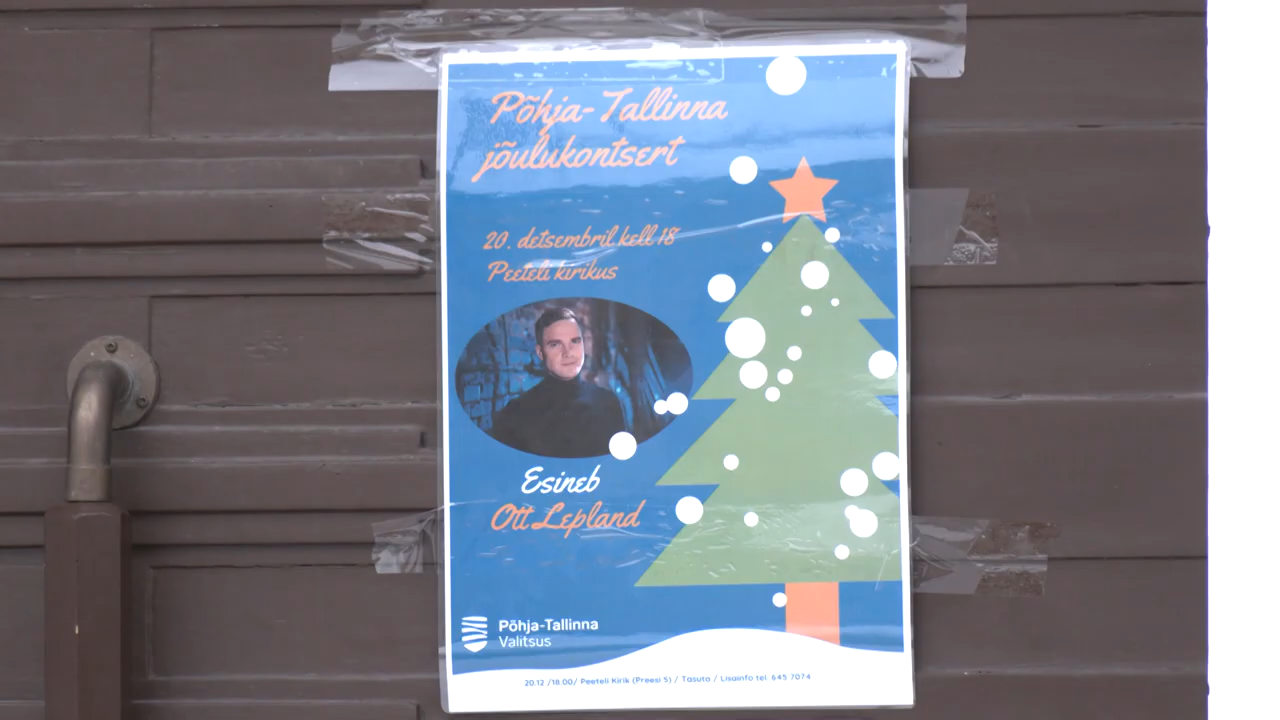 Põhja-Tallinna
jõulukontsert
20. detsembril kell 18
Peeteli kirikus
Esineb
Ott Lepland
Põhja-Tallinna
Valitsus
20.12 /18.00/ Peeteli Kirik (Preesi 5) / Tasuta / Lisainfo tel. 645 7074